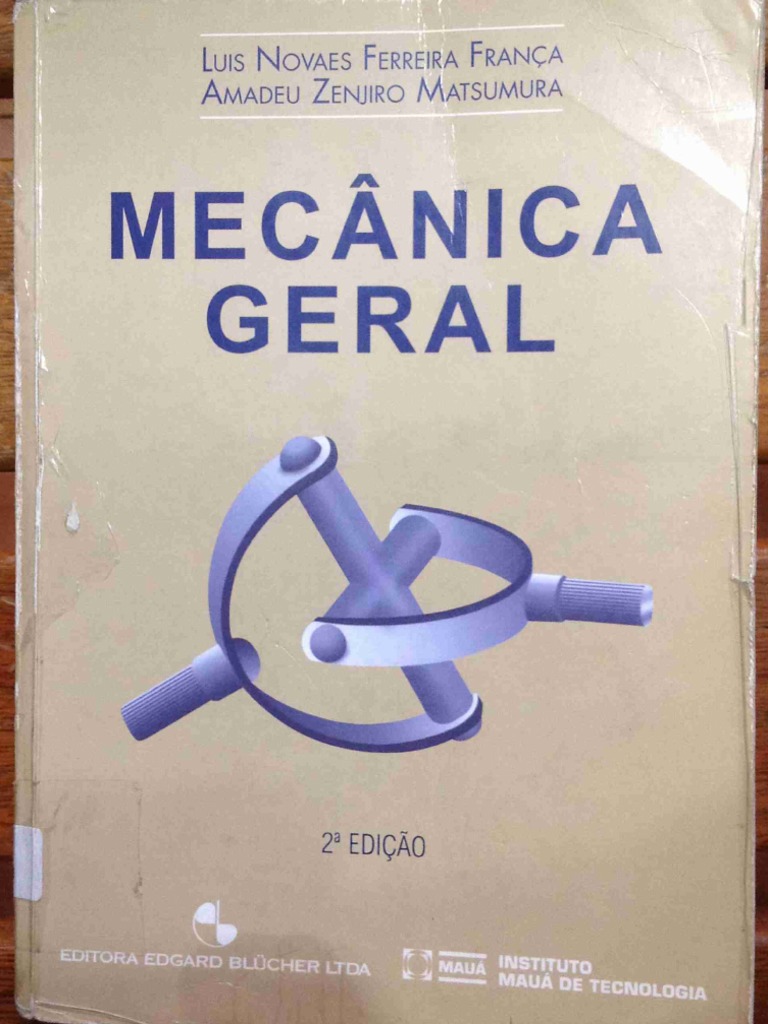 LUIS NOVAES FERREIRA FRANÇA
AMADEU ZENJIRO MATSUMURA
MECÂNICA
GERAL
2ª EDIÇÃO
EDITORA EDGARD BLÜCHER LTDA
MAUÁ
INSTITUTO
MAUÁ DE TECNOLOGIA